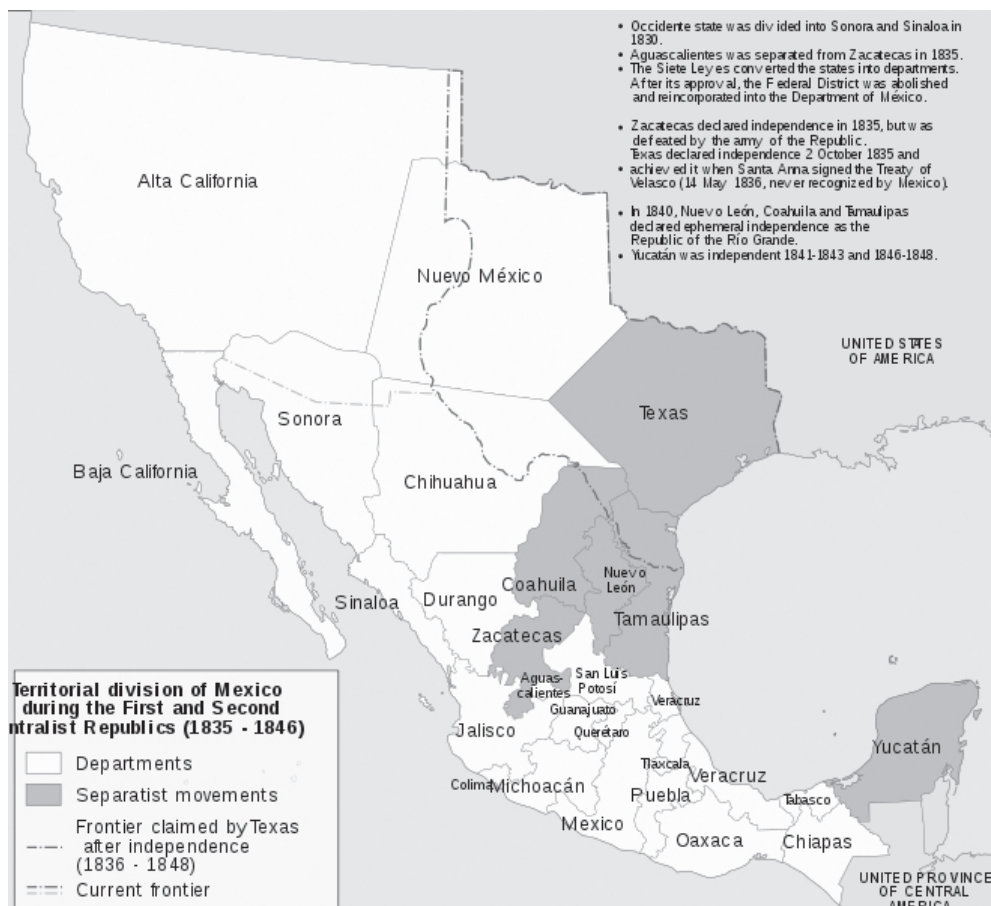 • Occidente state was divided into Sonora and Sinaloa in
1830.
• Aguascalientes was separated from Zacatecas in 1835.
• The Siete Leyes converted the states into departments.
After its approval, the Federal District was abolished
and reincorporated into the Department of México.
• Zacatecas declared independence in 1835, but was
defeated by the army of the Republic.
Texas declared independence 2 October 1835 and
• achieved it when Santa Anna signed the Treaty of
Velasco (14 May 1836, never recognized by Mexico).
• In 1840, Nuevo León, Coahuila and Tamaulipas
declared ephemeral independence as the
Republic of the Río Grande.
• Yucatán was independent 1841-1843 and 1846-1848.
Alta California
Nuevo México
UNITED STATES
OF AMERICA
Texas
Sonora
Baja California
Chihuahua
Nuevo
León
Coahuila
Durango
Sinaloa
Tamaulipas
Zacatecas
San Luis
Potosí
Aguas-
calientes
Veracruz
Guanajuato
Jalisco
Querétaro
Yucatán
Tlaxcala
Veracruz
Colima
Michoacán
Puebla
Tabasco
Mexico
Oaxaca
Chiapas
UNITED PROVINCE
OF CENTRAL
AMERICA
Territorial division of Mexico
during the First and Second
ntralist Republics (1835 - 1846)
Departments
Separatist movements
Frontier claimed by Texas
after independence
(1836 - 1848)
Current frontier